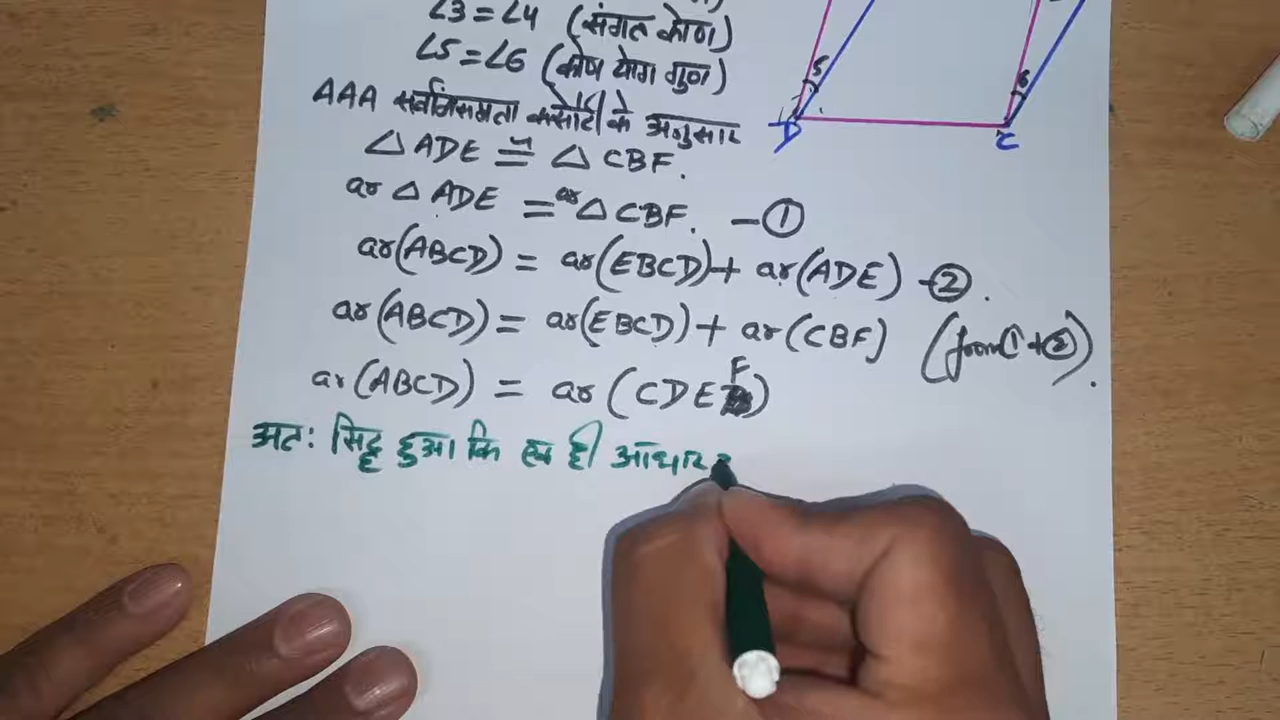 ∠3 = ∠4 (संगत कोण)
∠5 = ∠6 (कोण योग गुण)
AAA सर्वांगसमता कसौटी के अनुसार
△ ADE ≅ △ CBF.
ar △ ADE = ar △ CBF. - ①
ar(ABCD) = ar(EBCD) + ar(ADE) - ②.
ar(ABCD) = ar(EBCD) + ar(CBF) (from ① + ②).
ar(ABCD) = ar(CDEF)
अतः सिद्ध हुआ कि एक ही आधार
5
6
D
C